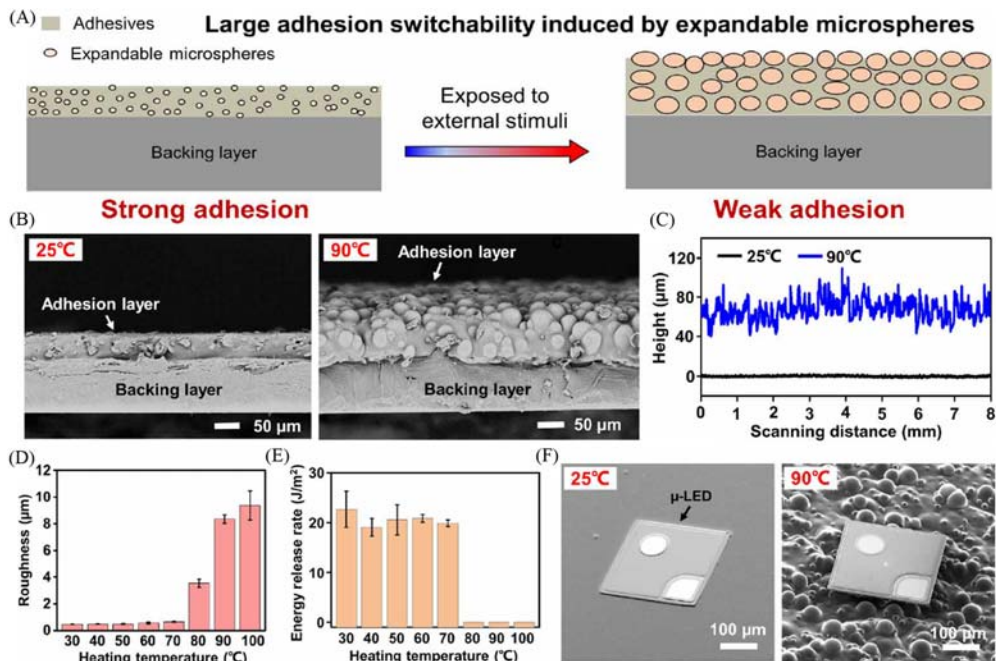 (A)
Large adhesion switchability induced by expandable microspheres
Adhesives
Expandable microspheres
Exposed to
external stimuli
Backing layer
Backing layer
Strong adhesion
Weak adhesion
(B)
25℃
Adhesion layer
Backing layer
50 μm
90℃
Adhesion layer
Backing layer
50 μm
(C)
25℃ 90℃
Height (μm)
120
80
40
0
0 1 2 3 4 5 6 7 8
Scanning distance (mm)
(D)
Roughness (μm)
12
10
8
6
4
2
0
30 40 50 60 70 80 90 100
Heating temperature (℃)
(E)
Energy release rate (J/m²)
30
20
10
0
30 40 50 60 70 80 90 100
Heating temperature (℃)
(F)
25℃
μ-LED
100 μm
90℃
100 μm